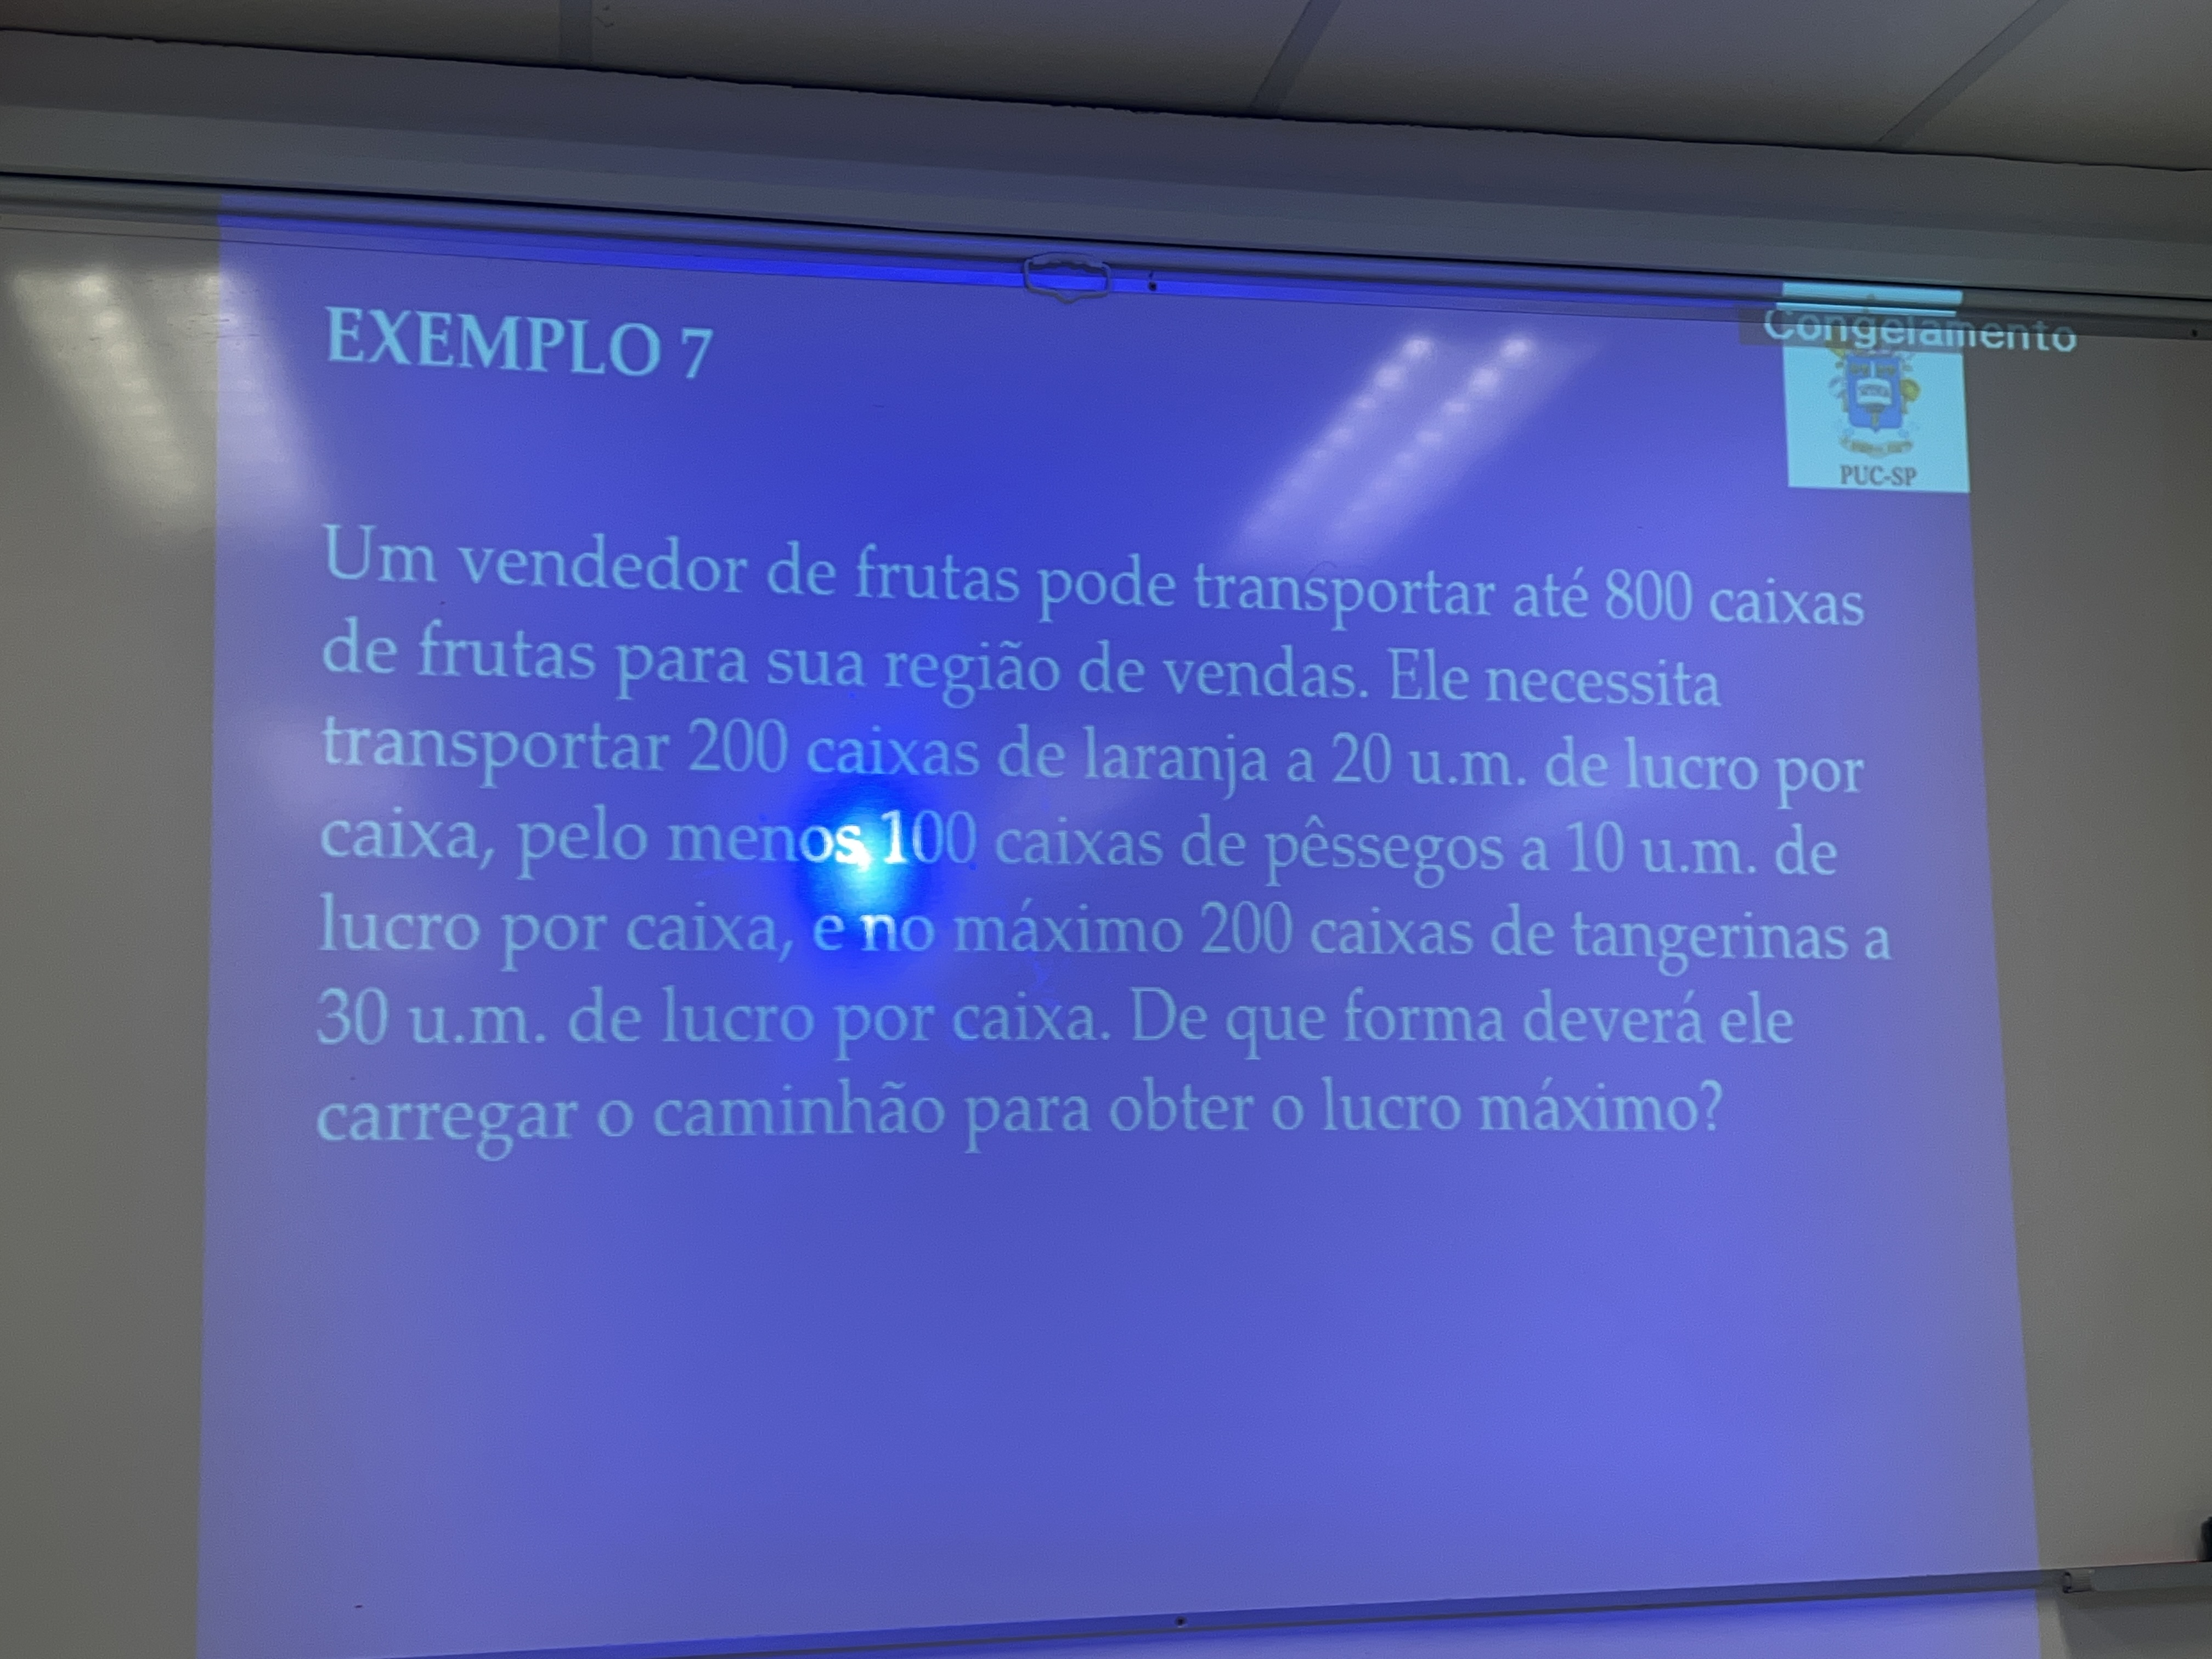 EXEMPLO 7
Congelamento
PUC-SP
Um vendedor de frutas pode transportar até 800 caixas
de frutas para sua região de vendas. Ele necessita
transportar 200 caixas de laranja a 20 u.m. de lucro por
caixa, pelo menos 100 caixas de pêssegos a 10 u.m. de
lucro por caixa, e no máximo 200 caixas de tangerinas a
30 u.m. de lucro por caixa. De que forma deverá ele
carregar o caminhão para obter o lucro máximo?